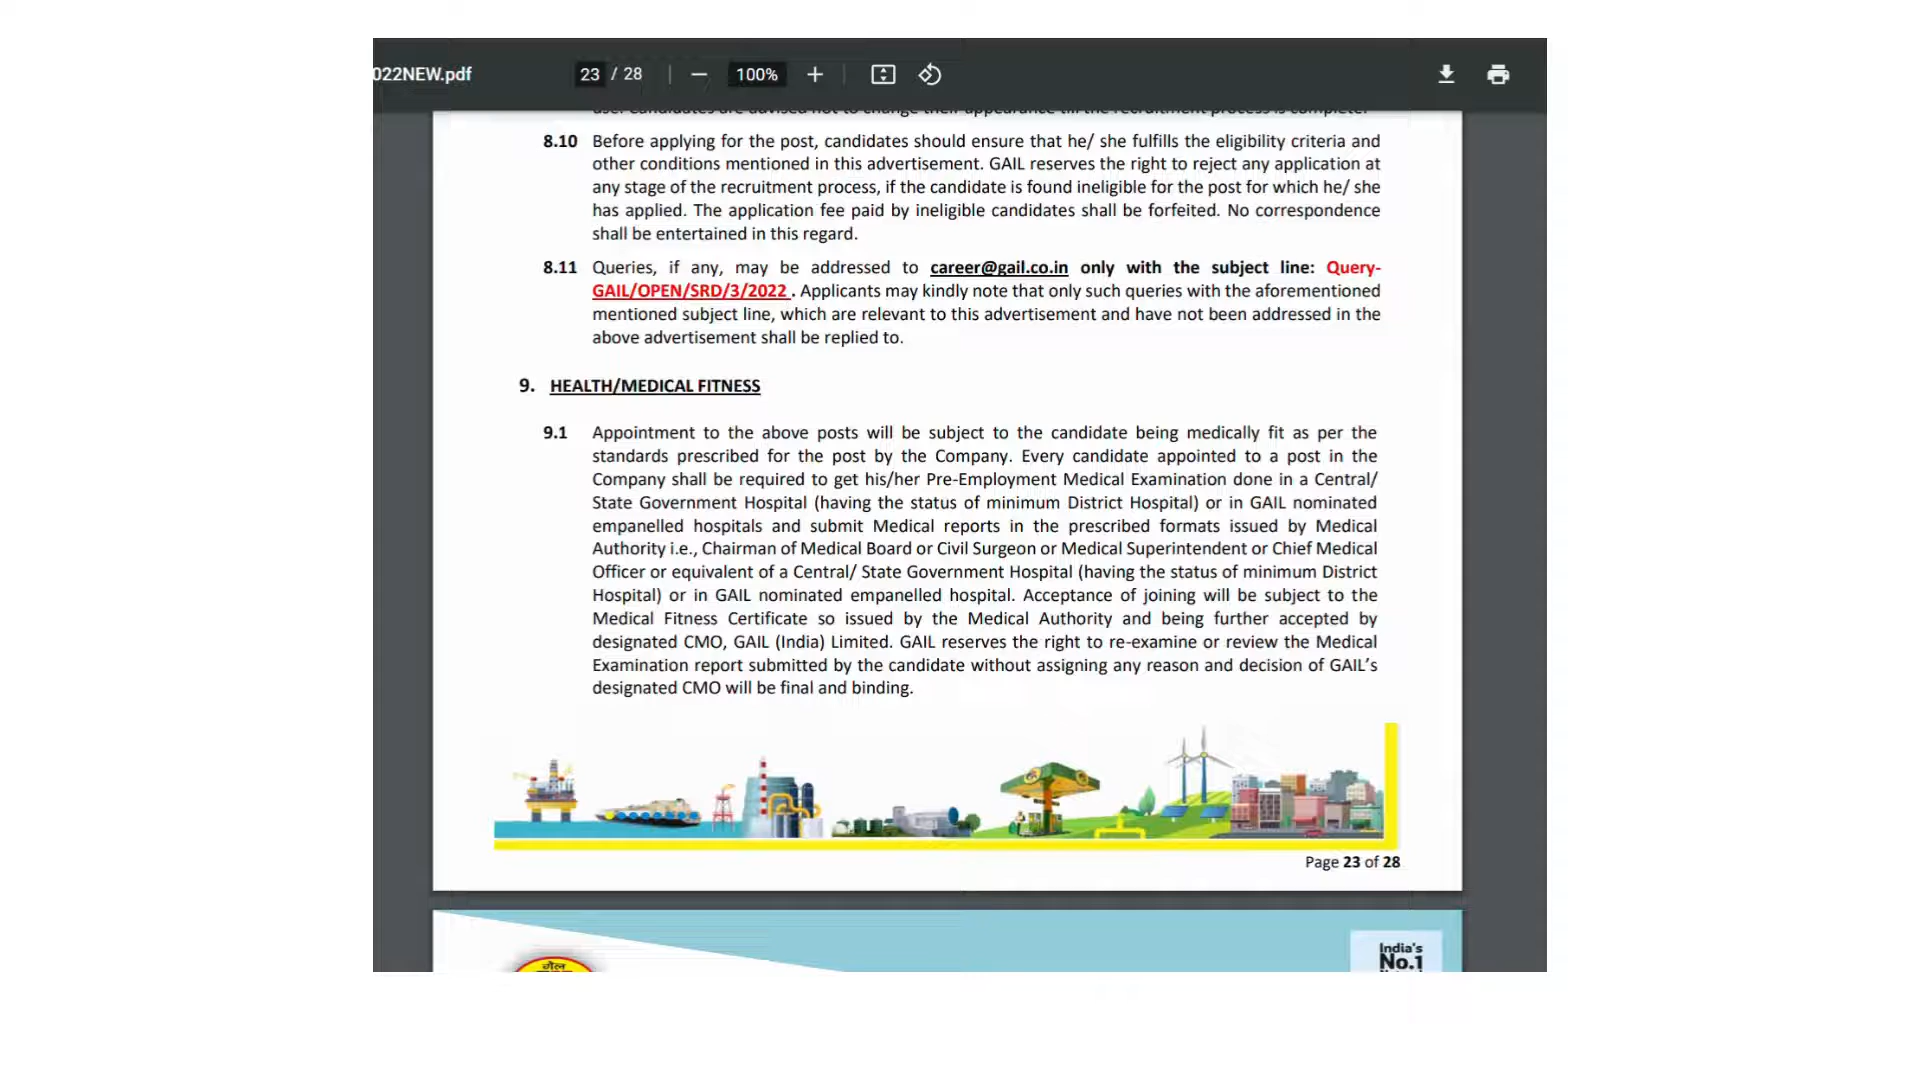 022NEW.pdf
23 / 28
100%
use. Candidates are advised not to change their appearance till the recruitment process is complete.
8.10 Before applying for the post, candidates should ensure that he/ she fulfills the eligibility criteria and
other conditions mentioned in this advertisement. GAIL reserves the right to reject any application at
any stage of the recruitment process, if the candidate is found ineligible for the post for which he/ she
has applied. The application fee paid by ineligible candidates shall be forfeited. No correspondence
shall be entertained in this regard.
8.11 Queries, if any, may be addressed to career@gail.co.in only with the subject line: Query-
GAIL/OPEN/SRD/3/2022 . Applicants may kindly note that only such queries with the aforementioned
mentioned subject line, which are relevant to this advertisement and have not been addressed in the
above advertisement shall be replied to.
9. HEALTH/MEDICAL FITNESS
9.1 Appointment to the above posts will be subject to the candidate being medically fit as per the
standards prescribed for the post by the Company. Every candidate appointed to a post in the
Company shall be required to get his/her Pre-Employment Medical Examination done in a Central/
State Government Hospital (having the status of minimum District Hospital) or in GAIL nominated
empanelled hospitals and submit Medical reports in the prescribed formats issued by Medical
Authority i.e., Chairman of Medical Board or Civil Surgeon or Medical Superintendent or Chief Medical
Officer or equivalent of a Central/ State Government Hospital (having the status of minimum District
Hospital) or in GAIL nominated empanelled hospital. Acceptance of joining will be subject to the
Medical Fitness Certificate so issued by the Medical Authority and being further accepted by
designated CMO, GAIL (India) Limited. GAIL reserves the right to re-examine or review the Medical
Examination report submitted by the candidate without assigning any reason and decision of GAIL’s
designated CMO will be final and binding.
Page 23 of 28
गेल
India's
No.1